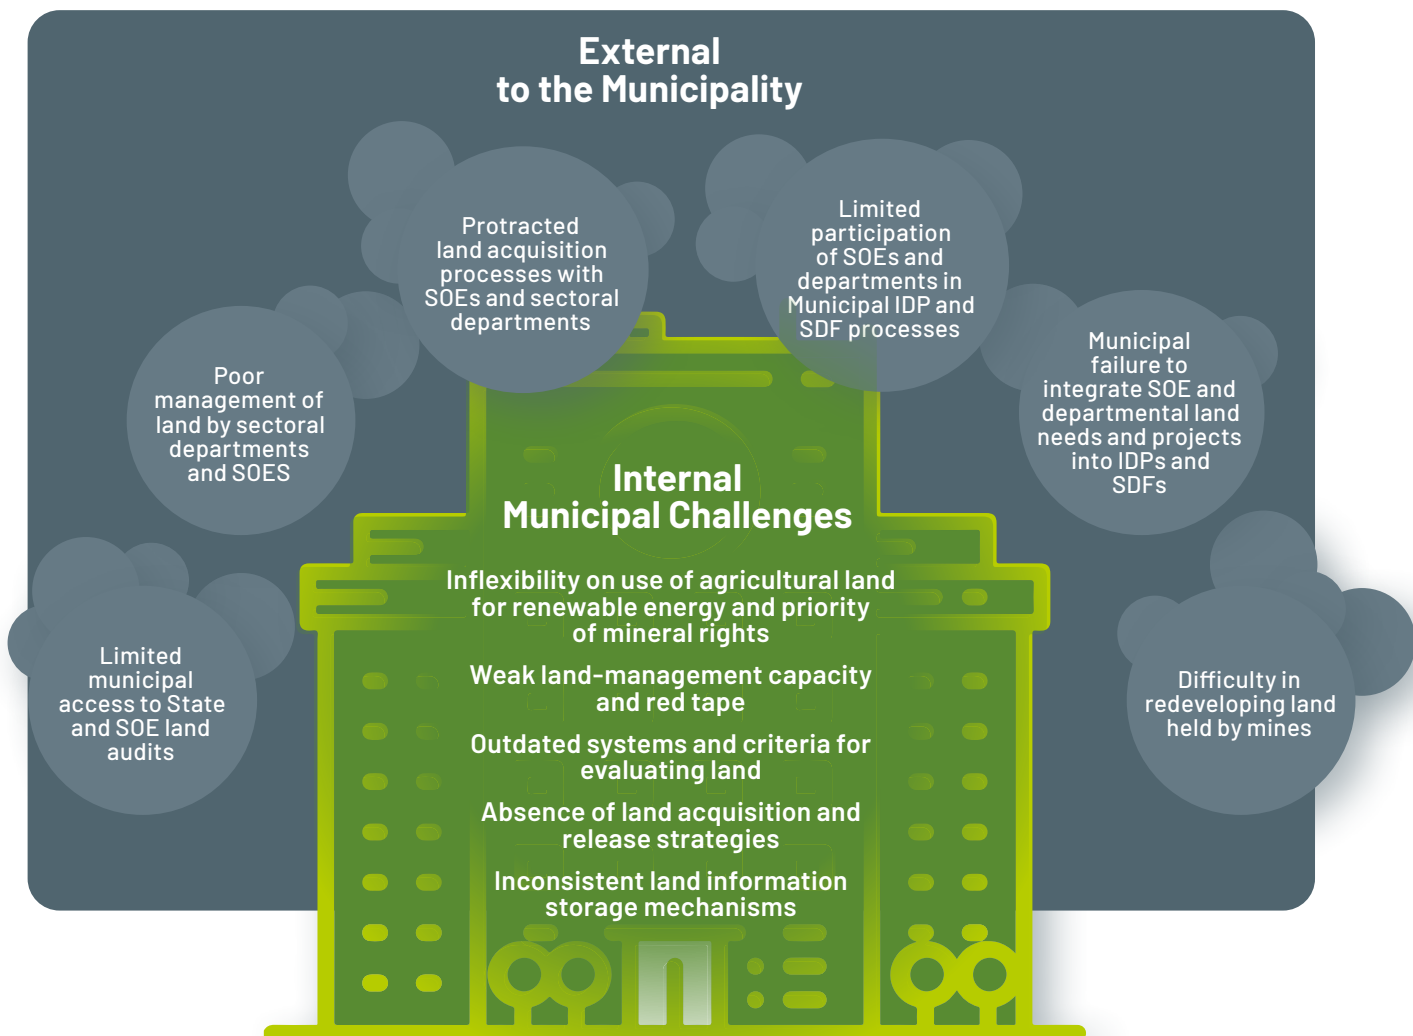 External
to the Municipality
Protracted
land acquisition
processes with
SOEs and sectoral
departments
Limited
participation
of SOEs and
departments in
Municipal IDP and
SDF processes
Poor
management of
land by sectoral
departments
and SOES
Municipal
failure to
integrate SOE and
departmental land
needs and projects
into IDPs and
SDFs
Limited
municipal
access to State
and SOE land
audits
Difficulty in
redeveloping land
held by mines
Internal
Municipal Challenges
Inflexibility on use of agricultural land
for renewable energy and priority
of mineral rights
Weak land-management capacity
and red tape
Outdated systems and criteria for
evaluating land
Absence of land acquisition and
release strategies
Inconsistent land information
storage mechanisms